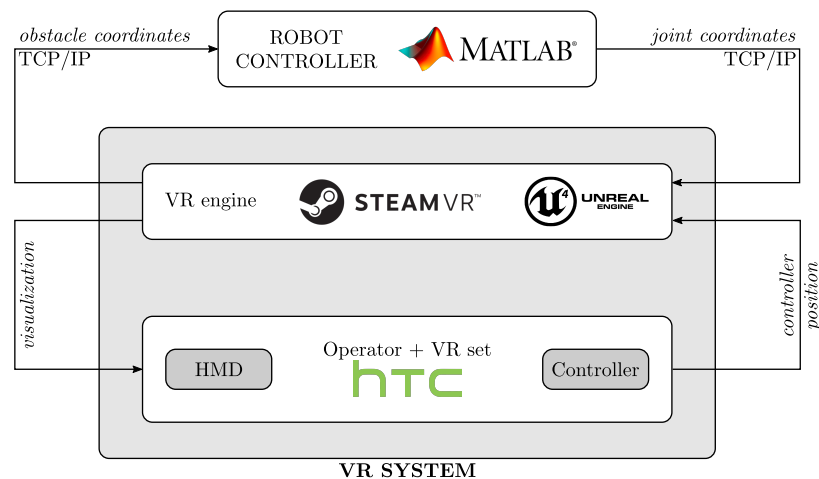 obstacle coordinates
TCP/IP
ROBOT
CONTROLLER
MATLAB®
joint coordinates
TCP/IP
VR engine
STEAMVR™
U4
UNREAL
ENGINE
visualization
controller
position
Operator + VR set
HMD
hTC
Controller
VR SYSTEM